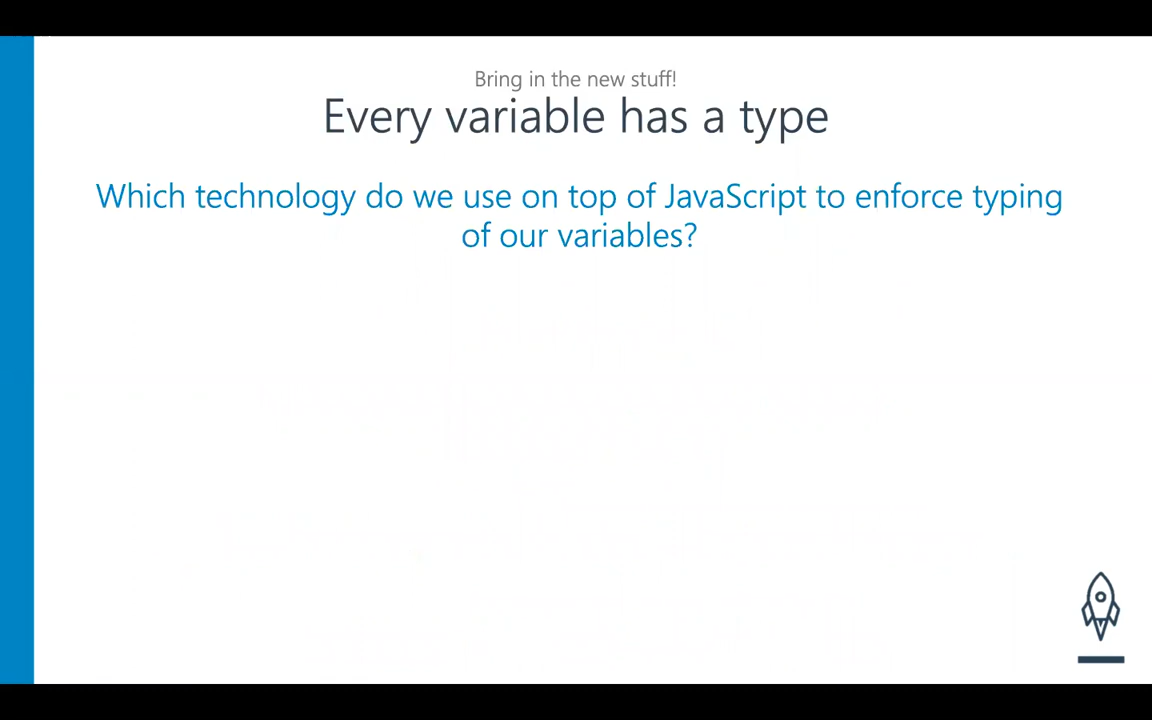 Bring in the new stuff!
Every variable has a type
Which technology do we use on top of JavaScript to enforce typing
of our variables?